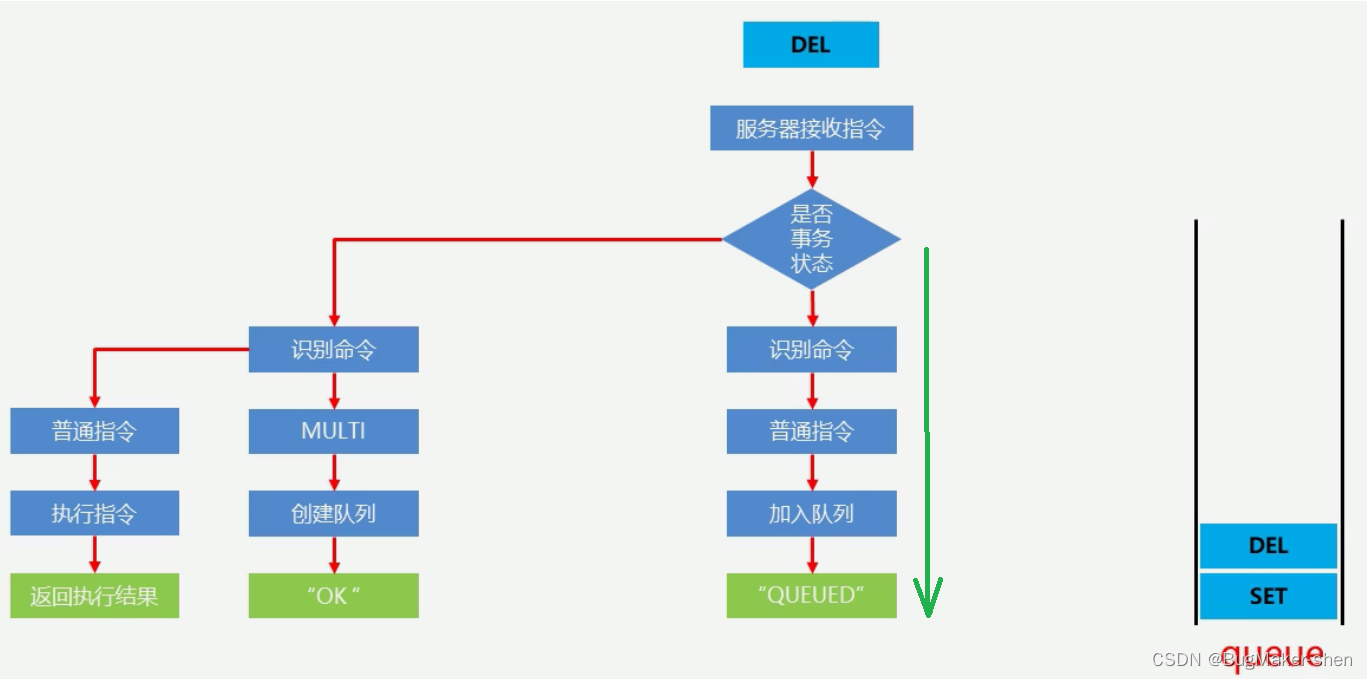 DEL
服务器接收指令
是否
事务
状态
识别命令
识别命令
普通指令
MULTI
普通指令
执行指令
创建队列
加入队列
DEL
返回执行结果
“OK “
“QUEUED”
SET
queue
CSDN @BugMaker-shen